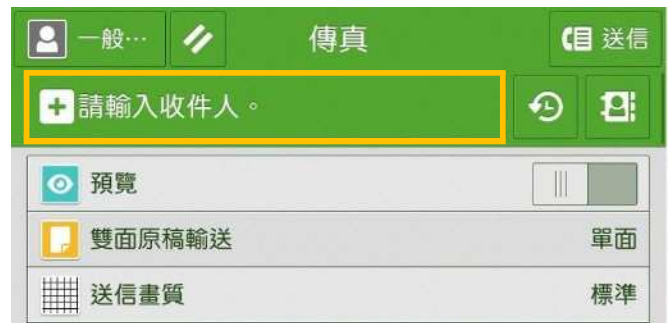 一般… 傳真 送信
請輸入收件人。
預覽
雙面原稿輸送 單面
送信畫質 標準